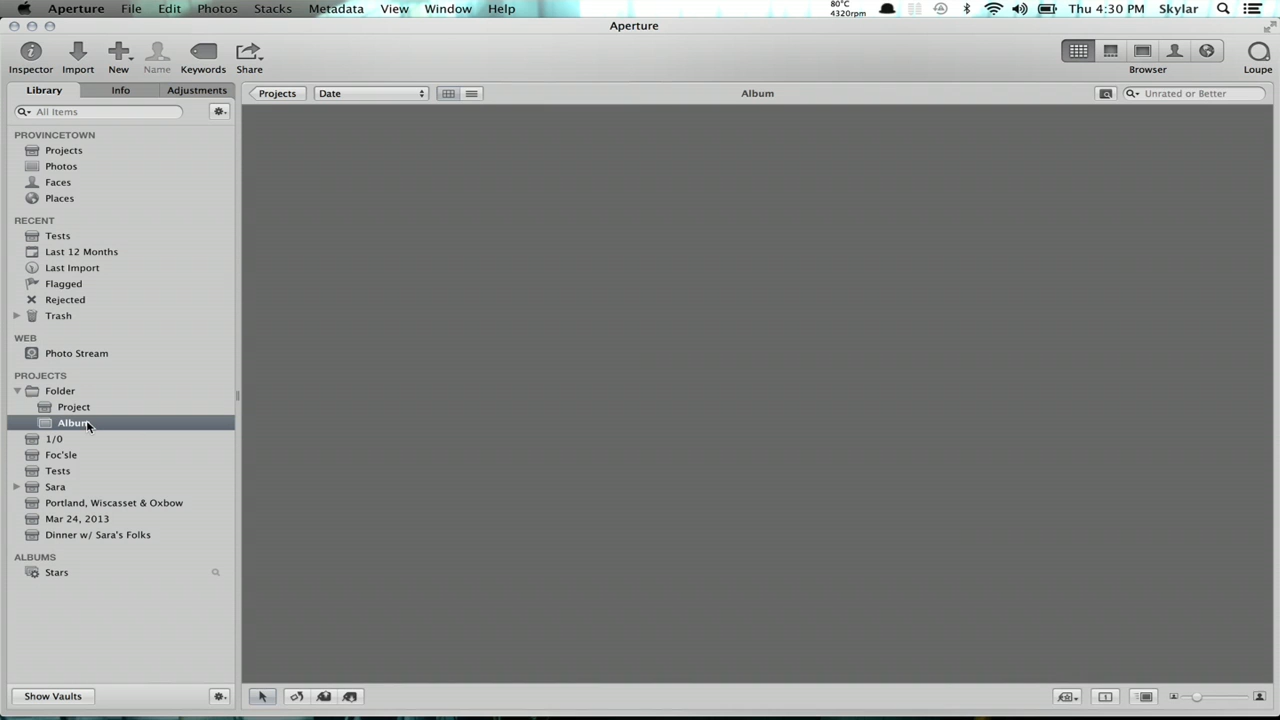 Aperture File Edit Photos Stacks Metadata View Window Help 80°C 4320rpm Thu 4:30 PM Skylar
Aperture
Inspector Import New Name Keywords Share Browser Loupe
Library Info Adjustments
Projects Date Album Unrated or Better
All Items
PROVINCETOWN
Projects
Photos
Faces
Places
RECENT
Tests
Last 12 Months
Last Import
Flagged
Rejected
Trash
WEB
Photo Stream
PROJECTS
Folder
Project
Album
1/0
Foc'sle
Tests
Sara
Portland, Wiscasset & Oxbow
Mar 24, 2013
Dinner w/ Sara's Folks
ALBUMS
Stars
Show Vaults